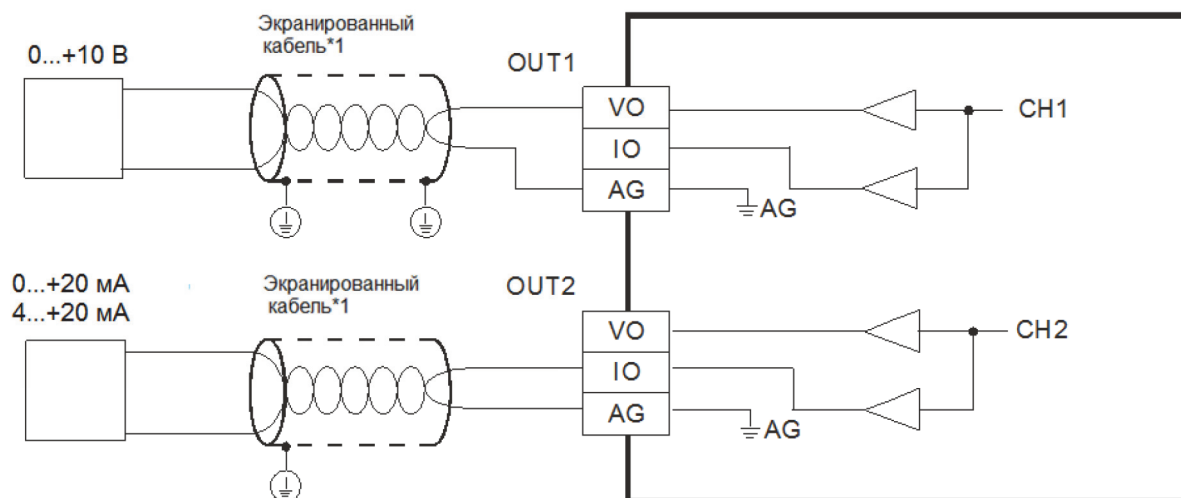 Экранированный
кабель*1
0...+10 В
OUT1
VO
IO
AG
AG
CH1
0...+20 мА
4...+20 мА
Экранированный
кабель*1
OUT2
VO
IO
AG
AG
CH2